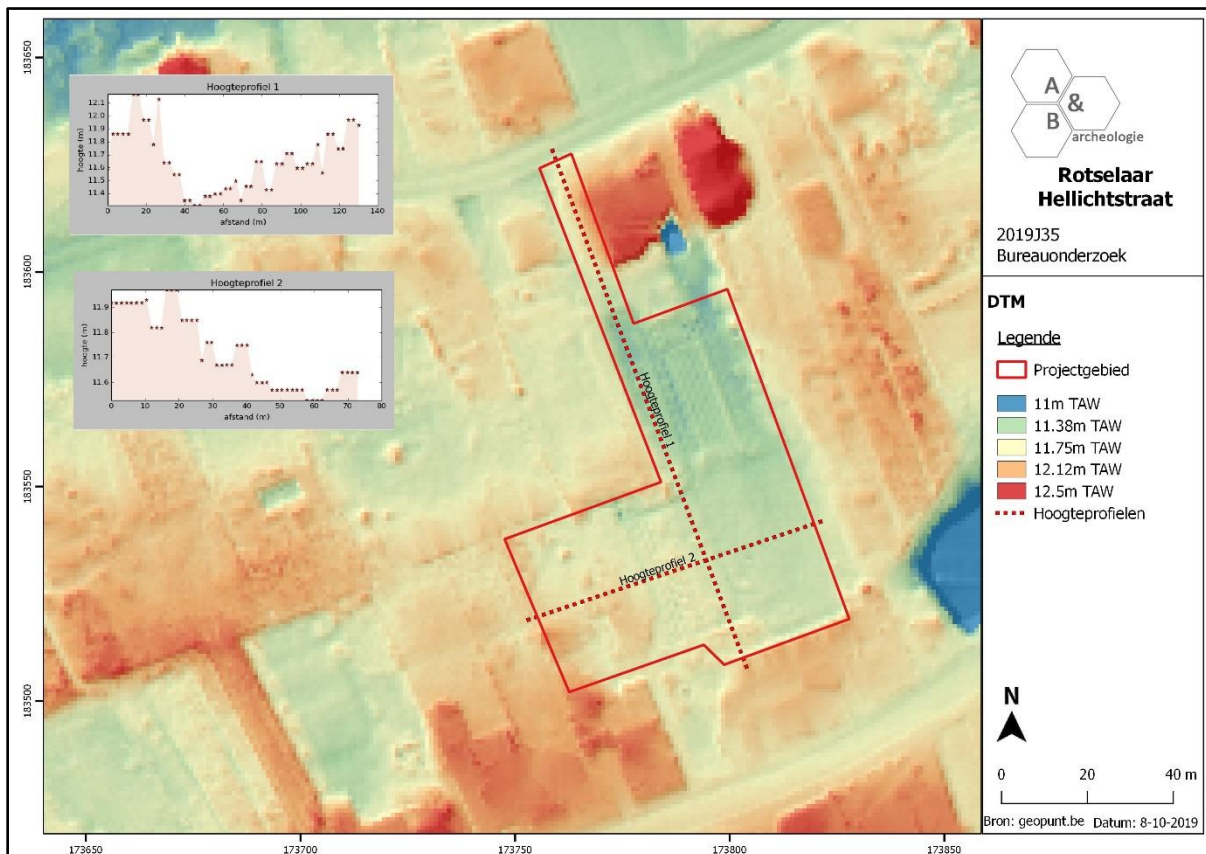 183650
183600
183550
183500
Hoogteprofiel 1
hoogte (m)
12.1
12.0
11.9
11.8
11.7
11.6
11.5
11.4
0 20 40 60 80 100 120 140
afstand (m)
Hoogteprofiel 2
hoogte (m)
11.9
11.8
11.7
11.6
0 10 20 30 40 50 60 70 80
afstand (m)
Hoogteprofiel 1
Hoogteprofiel 2
173650 173700 173750 173800 173850
A
&
B
archeologie
Rotselaar
Hellichtstraat
2019J35
Bureauonderzoek
DTM
Legende
Projectgebied
11m TAW
11.38m TAW
11.75m TAW
12.12m TAW
12.5m TAW
Hoogteprofielen
N
0 20 40 m
Bron: geopunt.be Datum: 8-10-2019